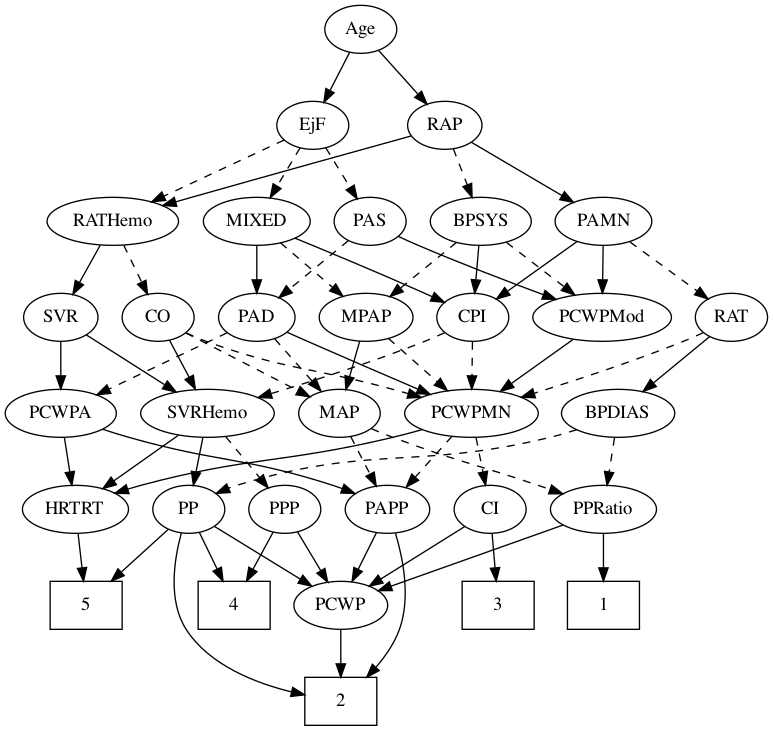 Age
EjF
RAP
RATHemo
MIXED
PAS
BPSYS
PAMN
SVR
CO
PAD
MPAP
CPI
PCWPMod
RAT
PCWPA
SVRHemo
MAP
PCWPMN
BPDIAS
HRTRT
PP
PPP
PAPP
CI
PPRatio
5
4
PCWP
3
1
2